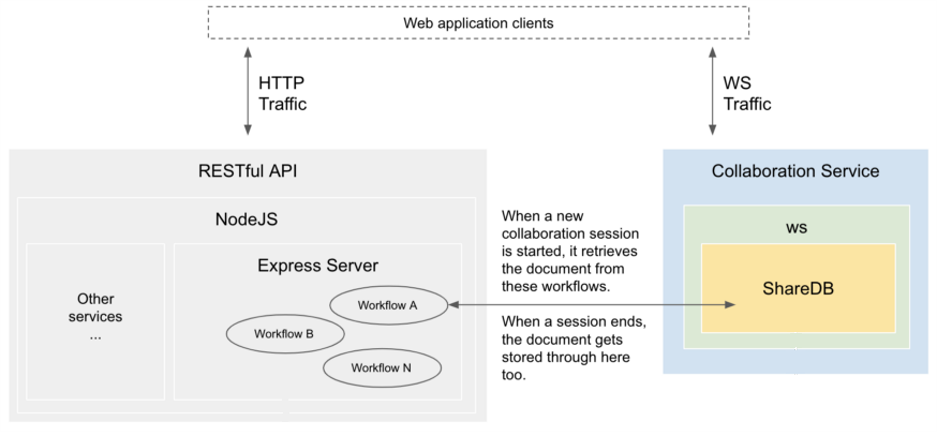 Web application clients
HTTP
Traffic
WS
Traffic
RESTful API
NodeJS
Other
services
...
Express Server
Workflow A
Workflow B
Workflow N
When a new
collaboration session
is started, it retrieves
the document from
these workflows.
When a session ends,
the document gets
stored through here
too.
Collaboration Service
ws
ShareDB